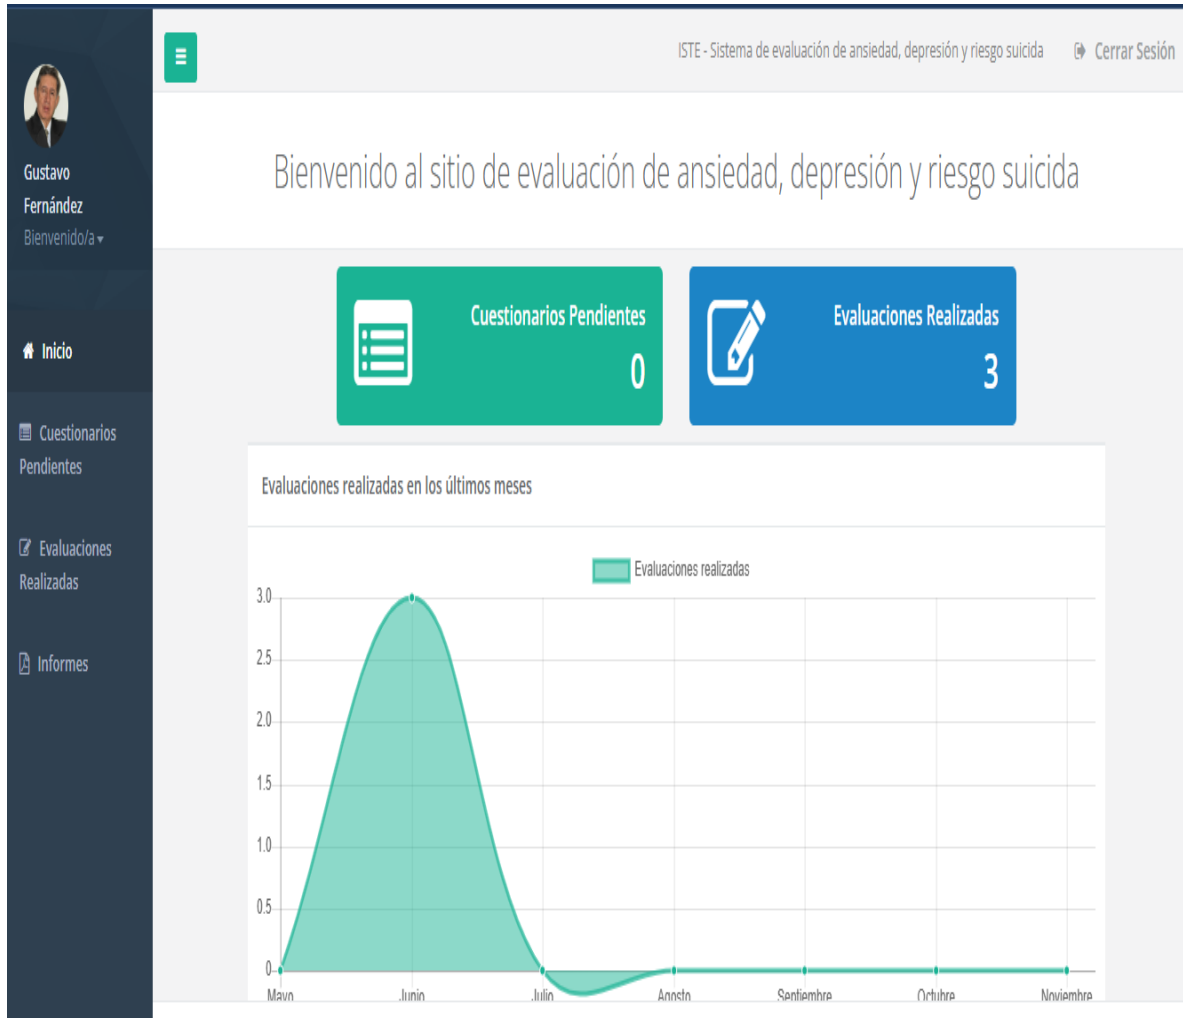 ISTE - Sistema de evaluación de ansiedad, depresión y riesgo suicida
Cerrar Sesión
Gustavo
Fernández
Bienvenido/a
Inicio
Cuestionarios
Pendientes
Evaluaciones
Realizadas
Informes
Bienvenido al sitio de evaluación de ansiedad, depresión y riesgo suicida
Cuestionarios Pendientes
0
Evaluaciones Realizadas
3
Evaluaciones realizadas en los últimos meses
Evaluaciones realizadas
3.0
2.5
2.0
1.5
1.0
0.5
0
Mayo Junio Julio Agosto Septiembre Octubre Noviembre